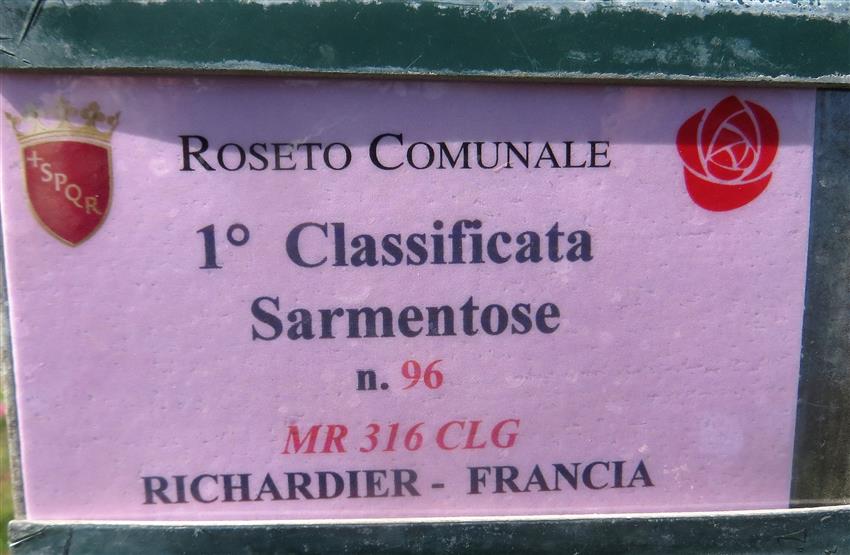 ROSETO COMUNALE
+SPQR
1° Classificata
Sarmentose
n. 96
MR 316 CLG
RICHARDIER - FRANCIA